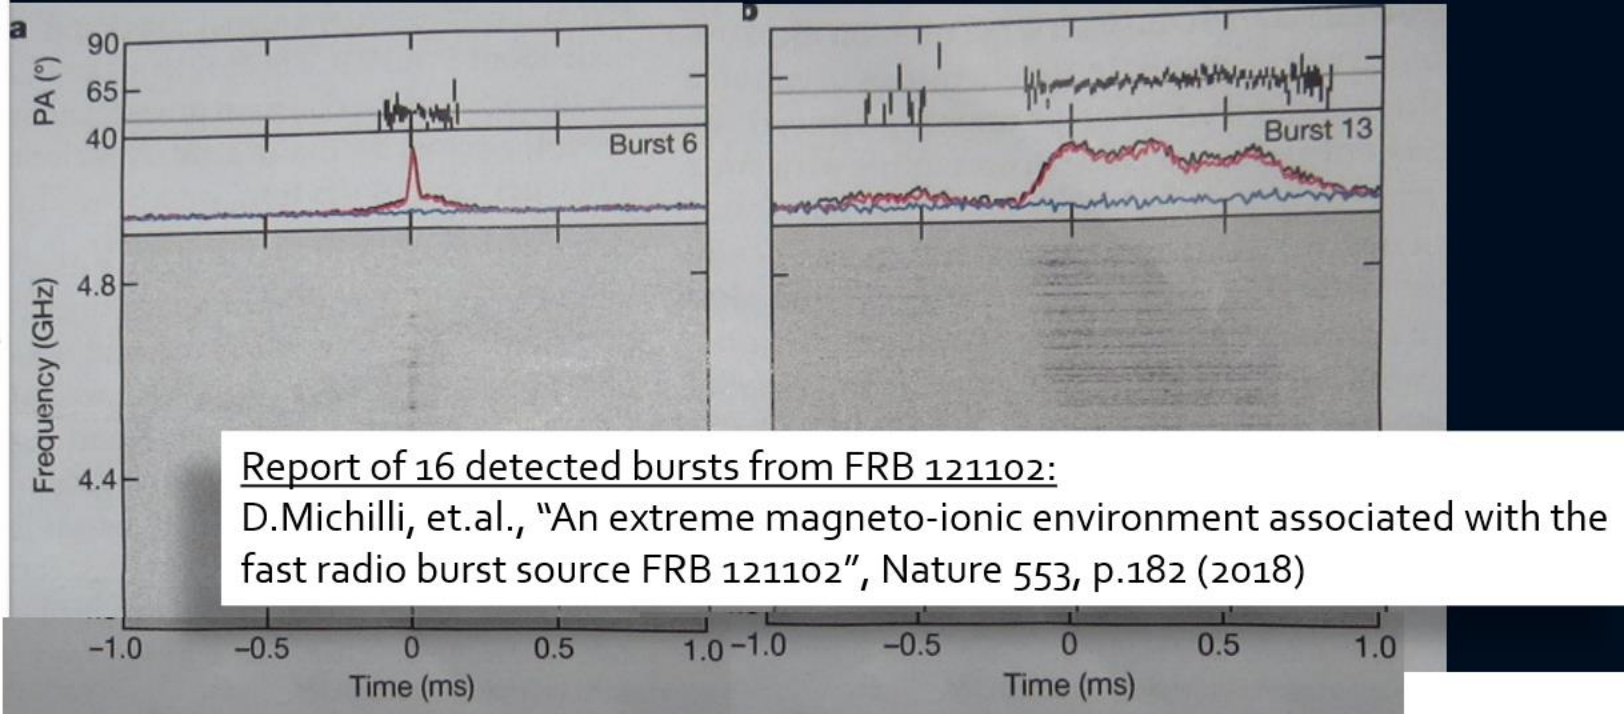 a
b
90
65
40
PA (°)
Burst 6
Burst 13
4.8
4.4
Frequency (GHz)
Report of 16 detected bursts from FRB 121102:
D.Michilli, et.al., “An extreme magneto-ionic environment associated with the
fast radio burst source FRB 121102”, Nature 553, p.182 (2018)
−1.0 −0.5 0 0.5 1.0 −1.0 −0.5 0 0.5 1.0
Time (ms) Time (ms)